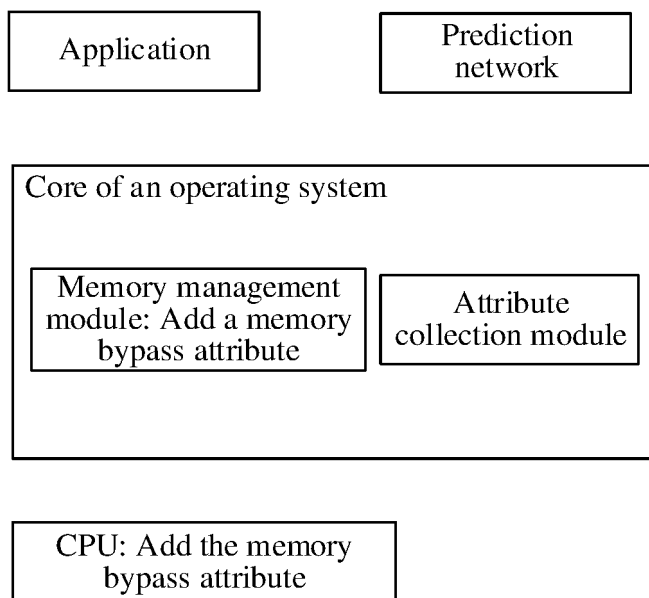 Application
Prediction
network
Core of an operating system
Memory management
module: Add a memory
bypass attribute
Attribute
collection module
CPU: Add the memory
bypass attribute